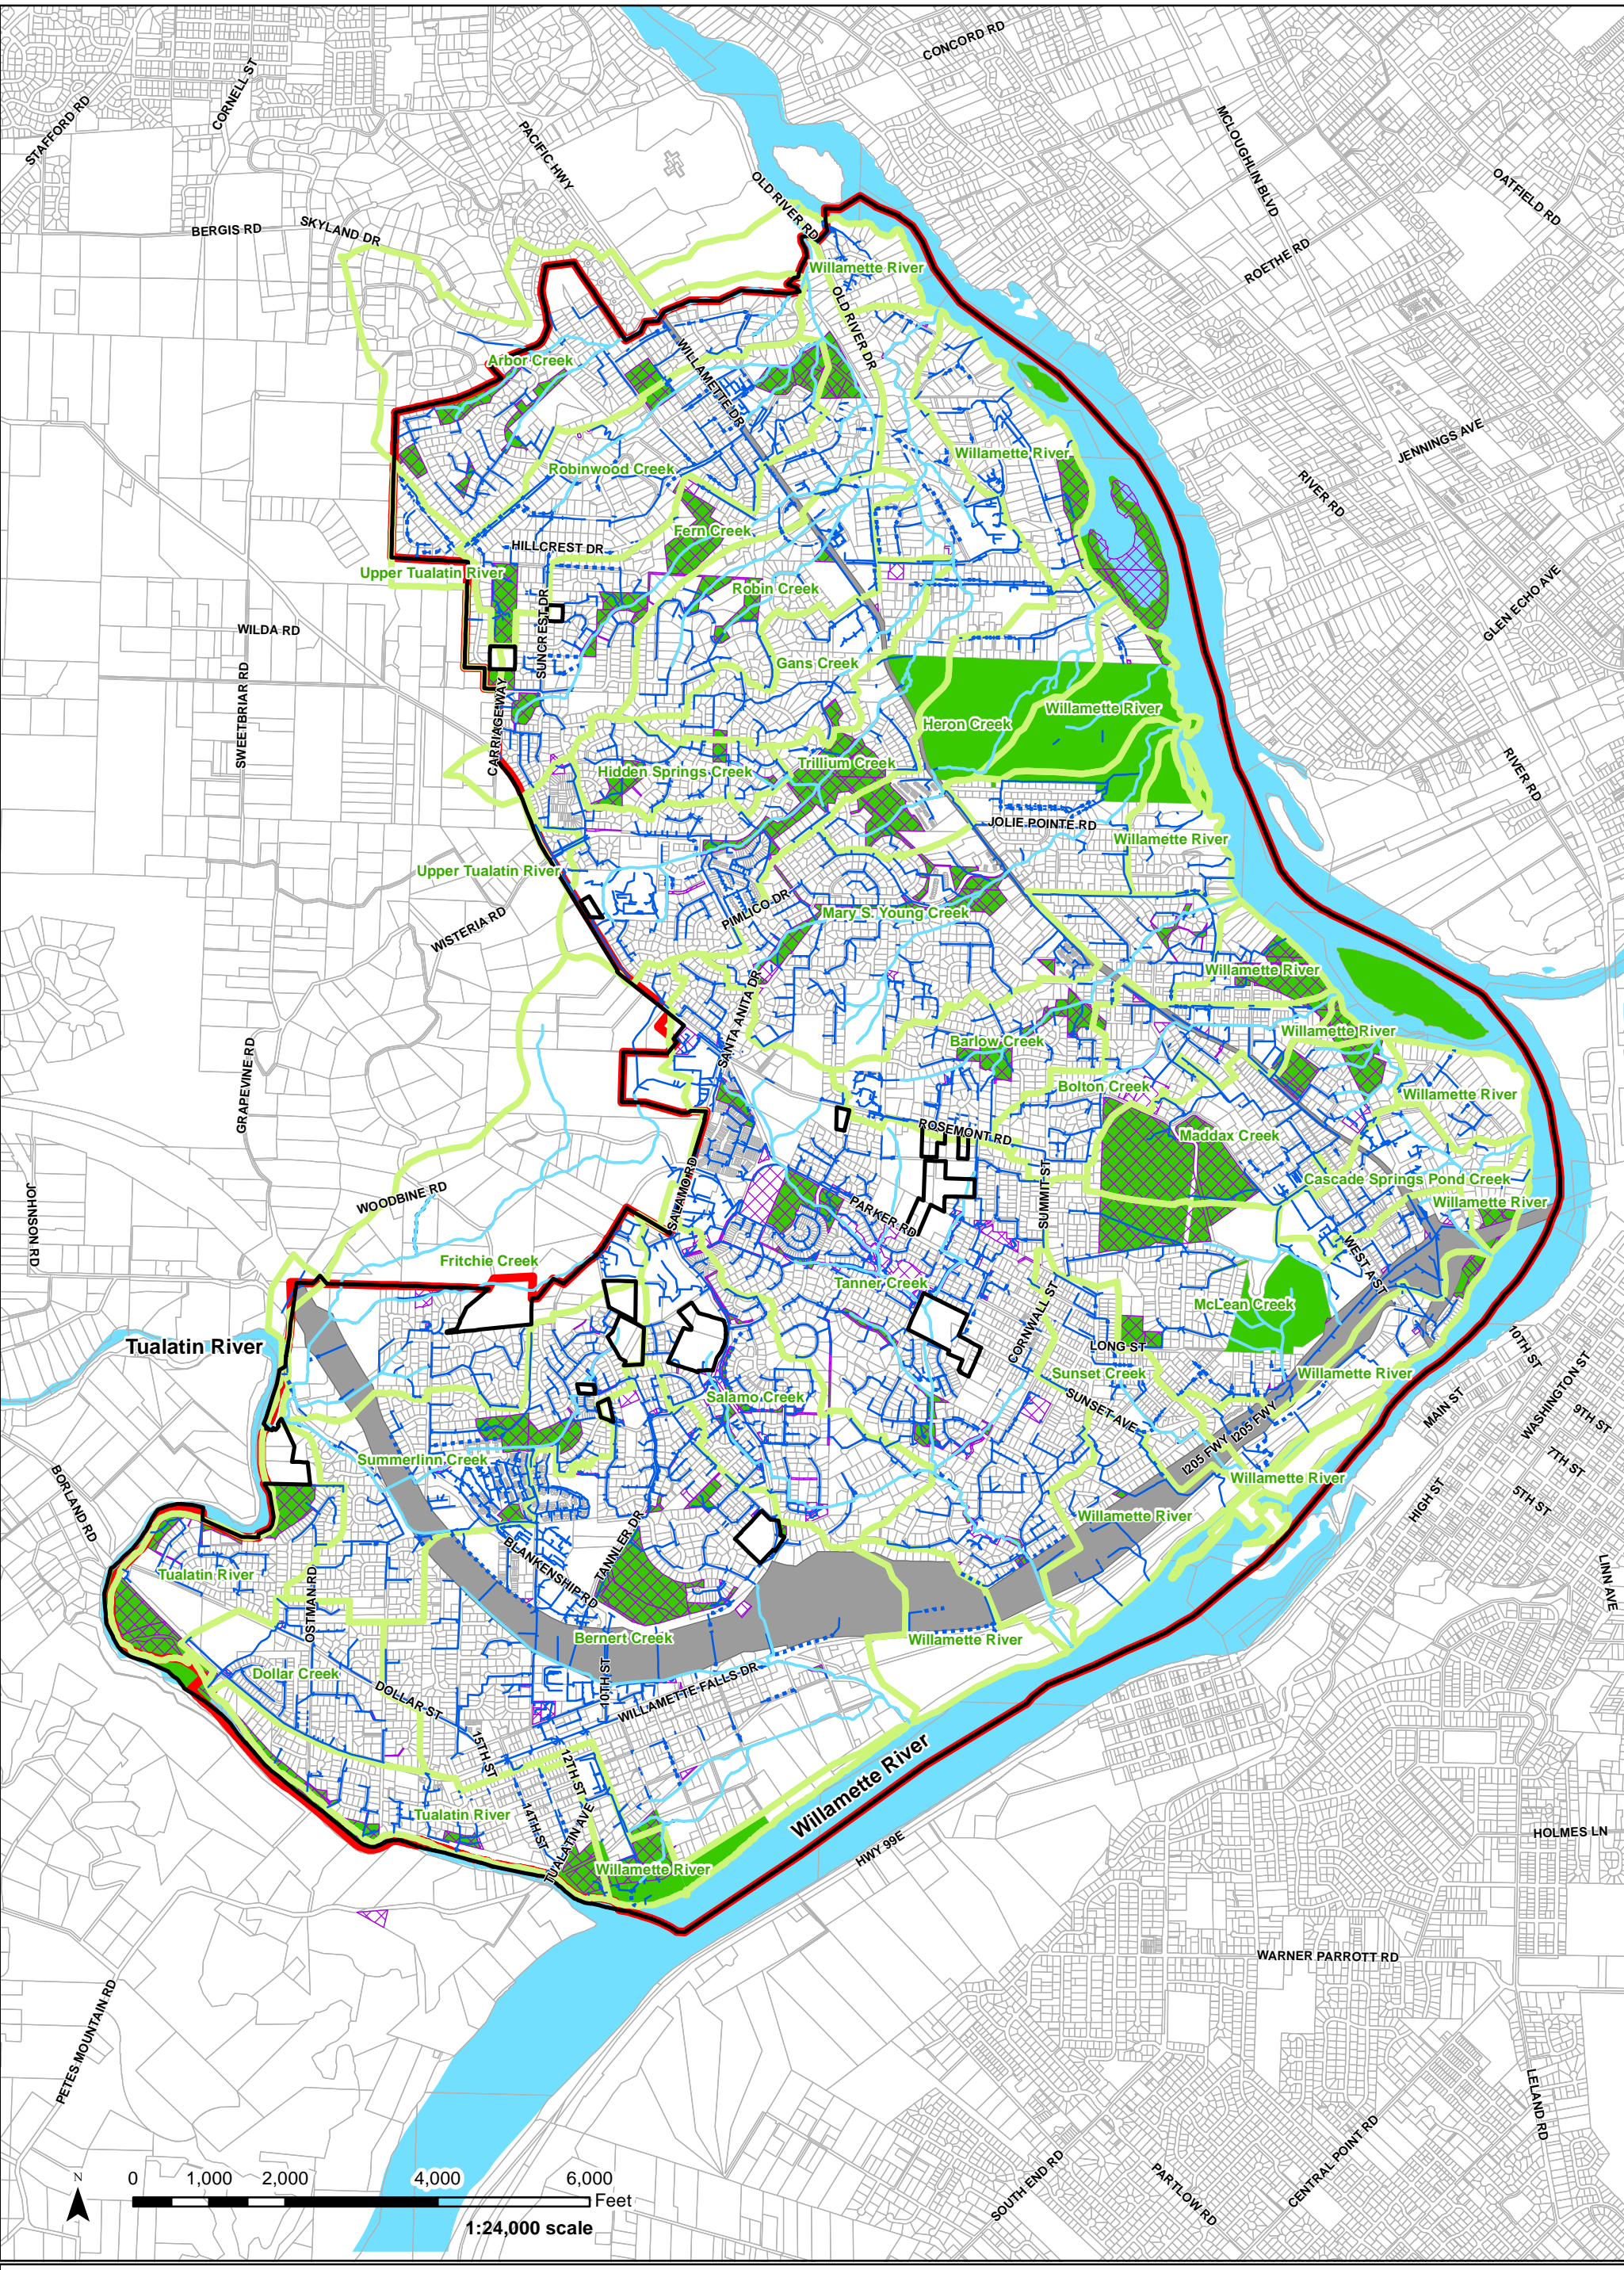 CONCORD RD
STAFFORD RD
CORNELL ST
PACIFIC HWY
MCLOUGHLIN BLVD
OATFIELD RD
OLD RIVER RD
BERGIS RD
SKYLAND DR
ROETHE RD
Willamette River
OLD RIVER DR
Arbor Creek
WILLAMETTE DR
JENNINGS AVE
Willamette River
Robinwood Creek
RIVER RD
Fern Creek
HILLCREST DR
Upper Tualatin River
Robin Creek
GLEN ECHO AVE
WILDA RD
SUNCREST DR
SWEETBRIAR RD
Gans Creek
CARRIAGE WAY
Willamette River
Heron Creek
Trillium Creek
Hidden Springs Creek
RIVER RD
JOLIE POINTE RD
Willamette River
Upper Tualatin River
PIMLICO DR
Mary S. Young Creek
WISTERIA RD
Willamette River
SANTA ANITA DR
Willamette River
Barlow Creek
GRAPEVINE RD
Bolton Creek
Willamette River
ROSEMONT RD
Maddax Creek
SALAMO RD
SUMMIT ST
Cascade Springs Pond Creek
WOODBINE RD
PARKER RD
Willamette River
JOHNSON RD
WEST A ST
Fritchie Creek
Tanner Creek
McLean Creek
CORNWALL ST
Tualatin River
LONG ST
10TH ST
Sunset Creek
Willamette River
SUNSET AVE
Salamo Creek
WASHINGTON ST
MAIN ST
9TH ST
I205 FWY
I205 FWY
Summerlinn Creek
7TH ST
Willamette River
BORLAND RD
HIGH ST
5TH ST
Willamette River
TANNLER DR
BLANKENSHIP RD
Tualatin River
LINN AVE
OSTMAN RD
Bernert Creek
Willamette River
Dollar Creek
10TH ST
WILLAMETTE FALLS DR
DOLLAR ST
15TH ST
12TH ST
Willamette River
Tualatin River
14TH ST
TUALATIN AVE
HWY 99E
HOLMES LN
Willamette River
WARNER PARROTT RD
PETES MOUNTAIN RD
LELAND RD
SOUTH END RD
PARTLOW RD
CENTRAL POINT RD
N
0 1,000 2,000 4,000 6,000
Feet
1:24,000 scale